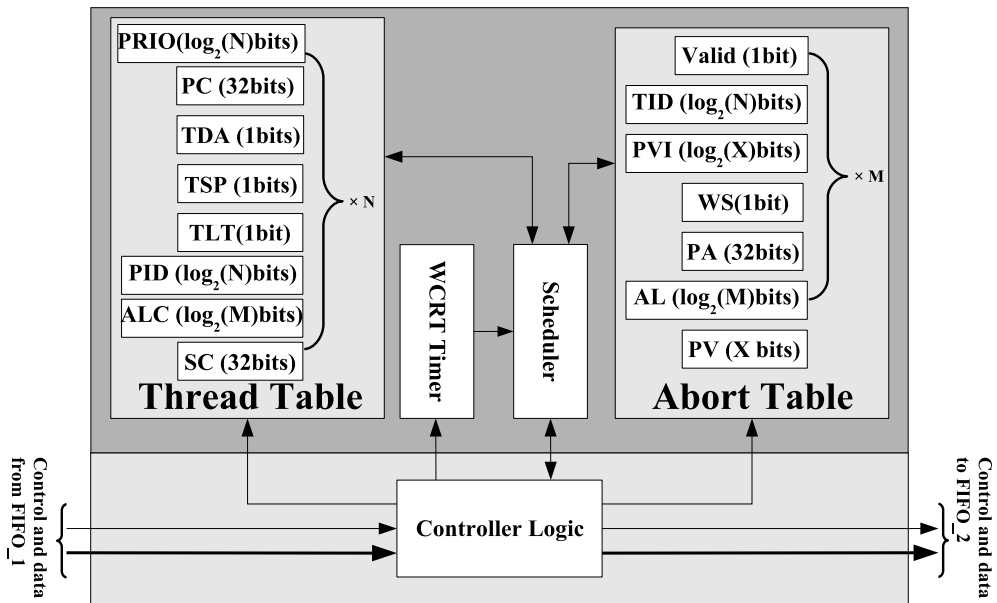 PRIO(log₂(N)bits)
PC (32bits)
TDA (1bits)
TSP (1bits)
TLT(1bit)
PID (log₂(N)bits)
ALC (log₂(M)bits)
SC (32bits)
× N
Thread Table
WCRT Timer
Scheduler
Valid (1bit)
TID (log₂(N)bits)
PVI (log₂(X)bits)
WS(1bit)
PA (32bits)
AL (log₂(M)bits)
PV (X bits)
× M
Abort Table
Control and data
from FIFO_1
Controller Logic
Control and data
to FIFO_2